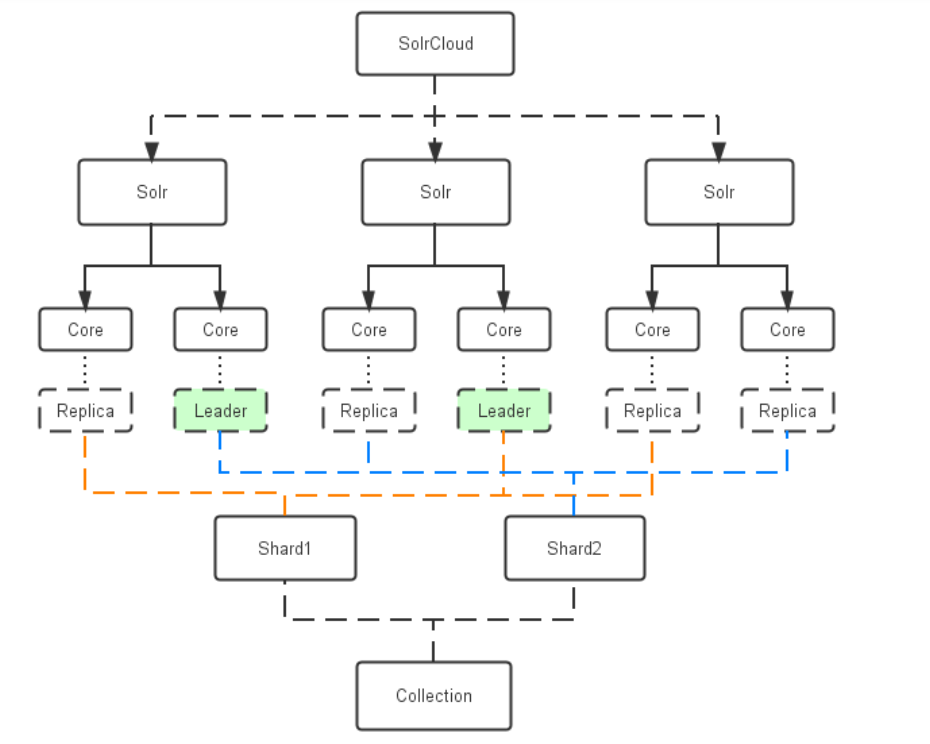 SolrCloud
Solr
Solr
Solr
Core
Core
Core
Core
Core
Core
Replica
Leader
Replica
Leader
Replica
Replica
Shard1
Shard2
Collection